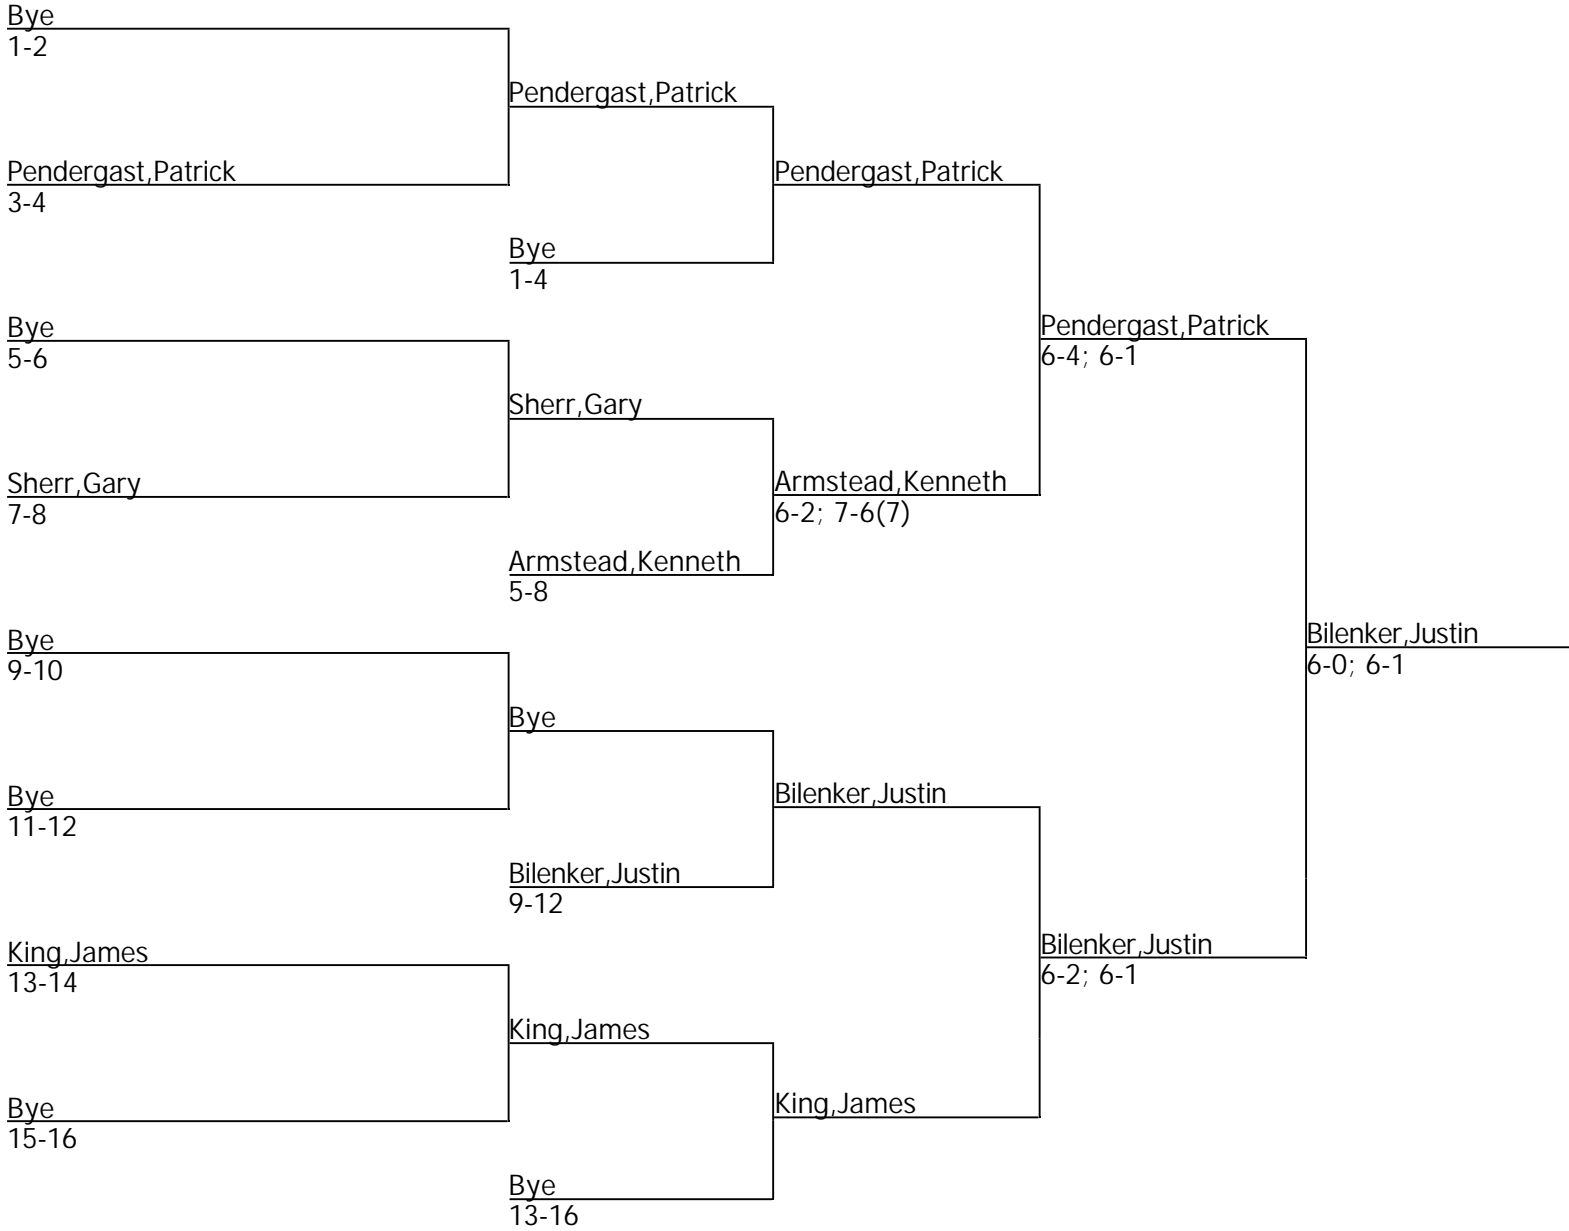 Bye
1-2
Pendergast,Patrick
Pendergast,Patrick
3-4
Pendergast,Patrick
Bye
1-4
Bye
5-6
Pendergast,Patrick
6-4; 6-1
Sherr,Gary
Sherr,Gary
7-8
Armstead,Kenneth
6-2; 7-6(7)
Armstead,Kenneth
5-8
Bye
9-10
Bilenker,Justin
6-0; 6-1
Bye
Bye
11-12
Bilenker,Justin
Bilenker,Justin
9-12
King,James
13-14
Bilenker,Justin
6-2; 6-1
King,James
Bye
15-16
King,James
Bye
13-16